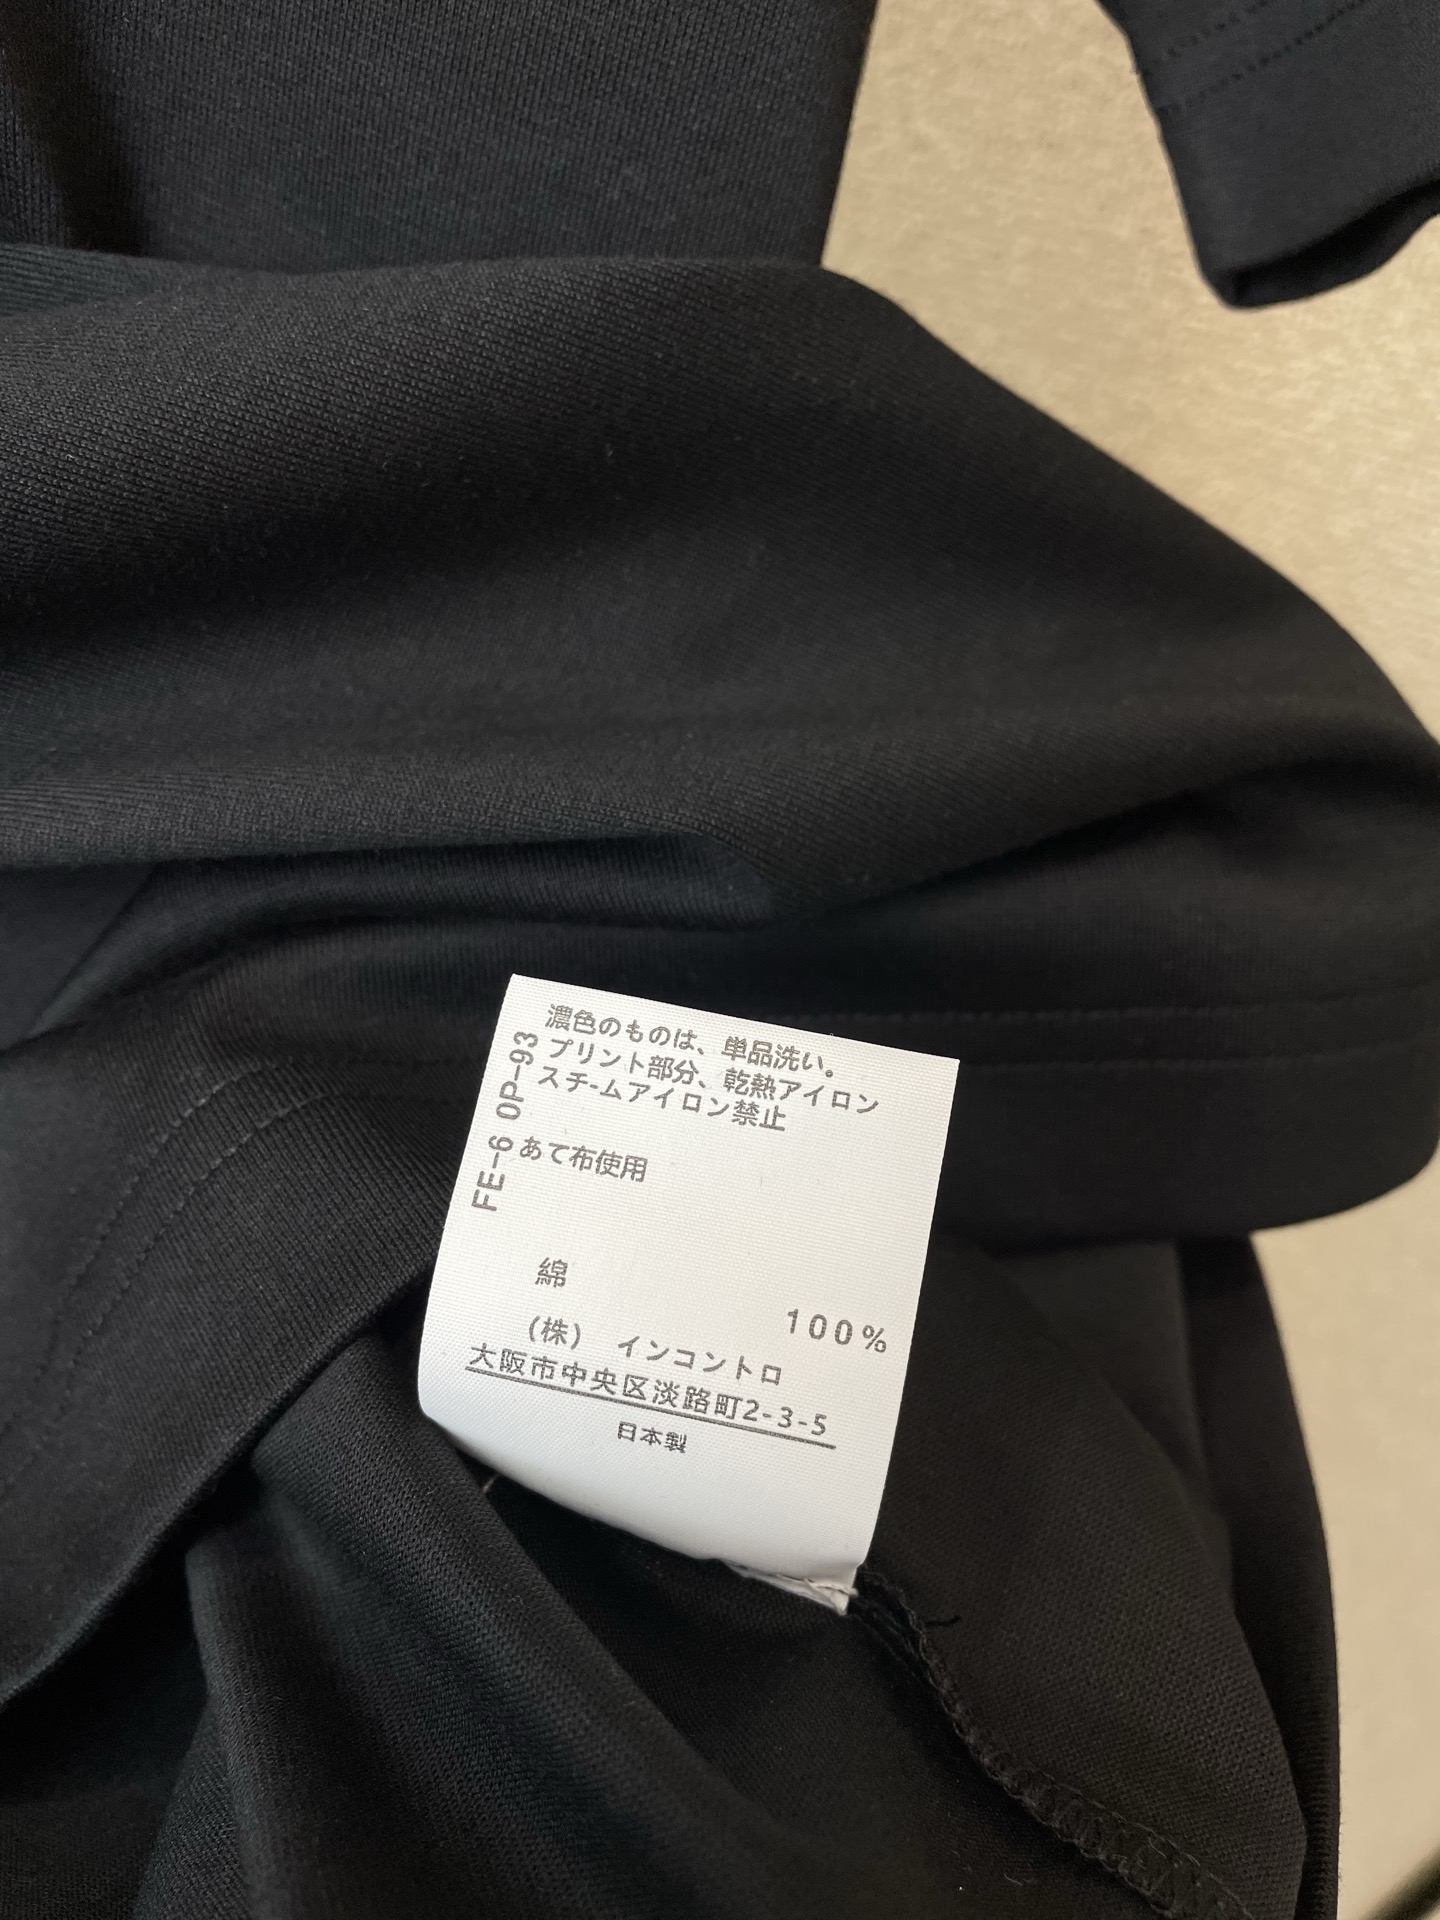 濃色のものは、単品洗い。
プリント部分、乾熱アイロン
スチ-ムアイロン禁止
あて布使用
FE-6 OP-93
綿 100%
(株) インコントロ
大阪市中央区淡路町2-3-5
日本製